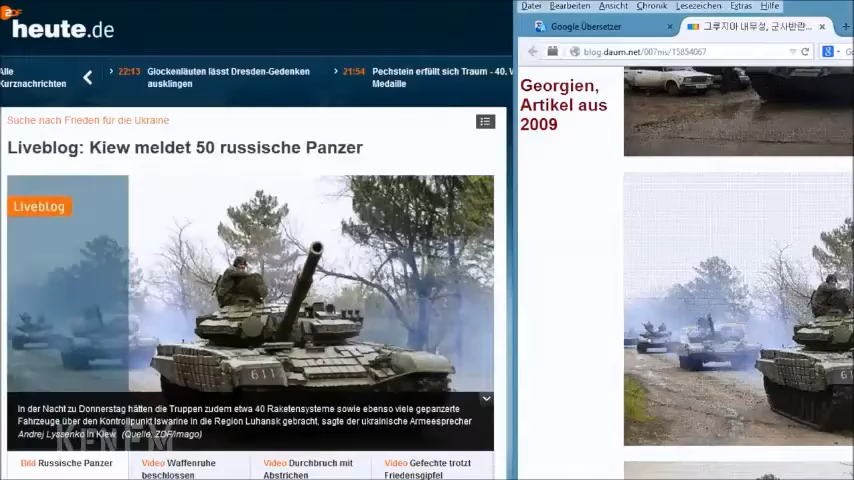 ZDF
heute.de
Alle
Kurznachrichten
22:13 Glockenläuten lässt Dresden-Gedenken
ausklingen
21:54 Pechstein erfüllt sich Traum - 40. W
Medaille
Suche nach Frieden für die Ukraine
Liveblog: Kiew meldet 50 russische Panzer
Liveblog
611
In der Nacht zu Donnerstag hätten die Truppen zudem etwa 40 Raketensysteme sowie ebenso viele gepanzerte
Fahrzeuge über den Kontrollpunkt Iswarine in die Region Luhansk gebracht, sagte der ukrainische Armeesprecher
Andrej Lyssenko in Kiew. (Quelle: ZDF/Imago)
KENFM
Bild Russische Panzer
Video Waffenruhe
beschlossen
Video Durchbruch mit
Abstrichen
Video Gefechte trotzt
Friedensgipfel
Datei Bearbeiten Ansicht Chronik Lesezeichen Extras Hilfe
Google Übersetzer
그루지아 내무성, 군사반란...
blog.daum.net/007nis/15854067
Georgien,
Artikel aus
2009
611